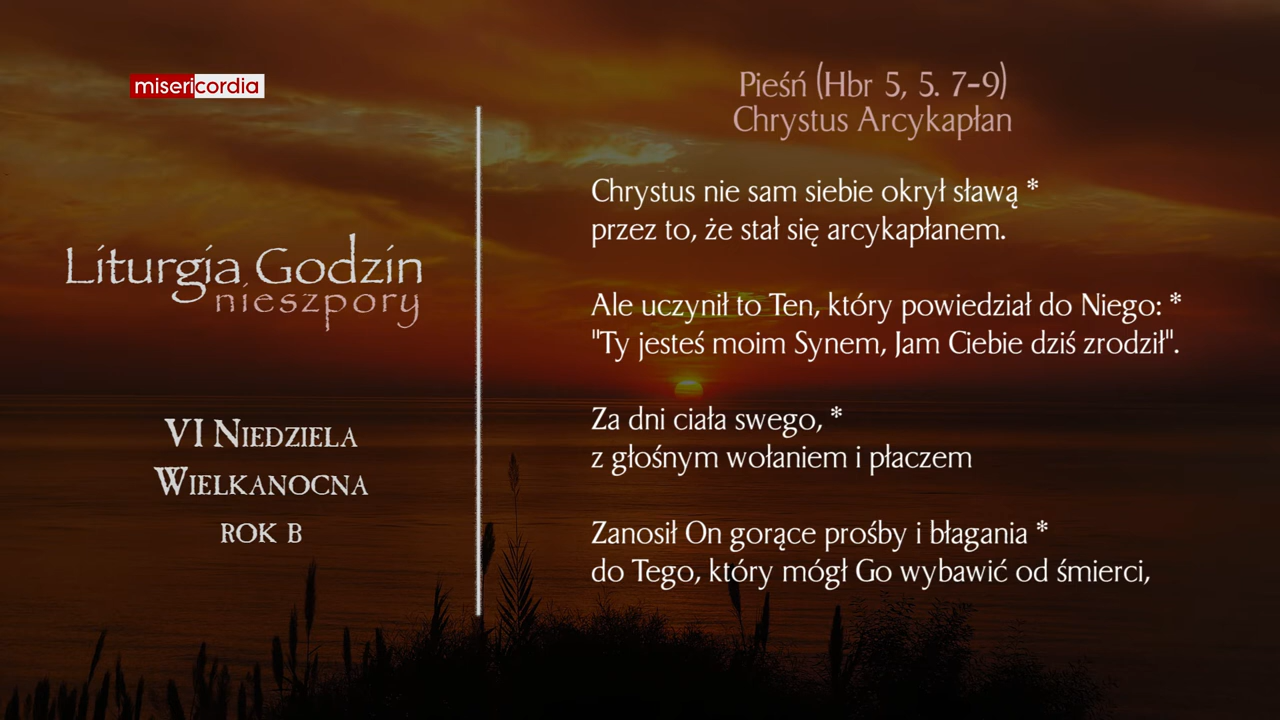 misericordia
Liturgia Godzin
nieszpory
VI Niedziela
Wielkanocna
rok B
Pieśń (Hbr 5, 5. 7-9)
Chrystus Arcykapłan
Chrystus nie sam siebie okrył sławą *
przez to, że stał się arcykapłanem.
Ale uczynił to Ten, który powiedział do Niego: *
"Ty jesteś moim Synem, Jam Ciebie dziś zrodził".
Za dni ciała swego, *
z głośnym wołaniem i płaczem
Zanosił On gorące prośby i błagania *
do Tego, który mógł Go wybawić od śmierci,